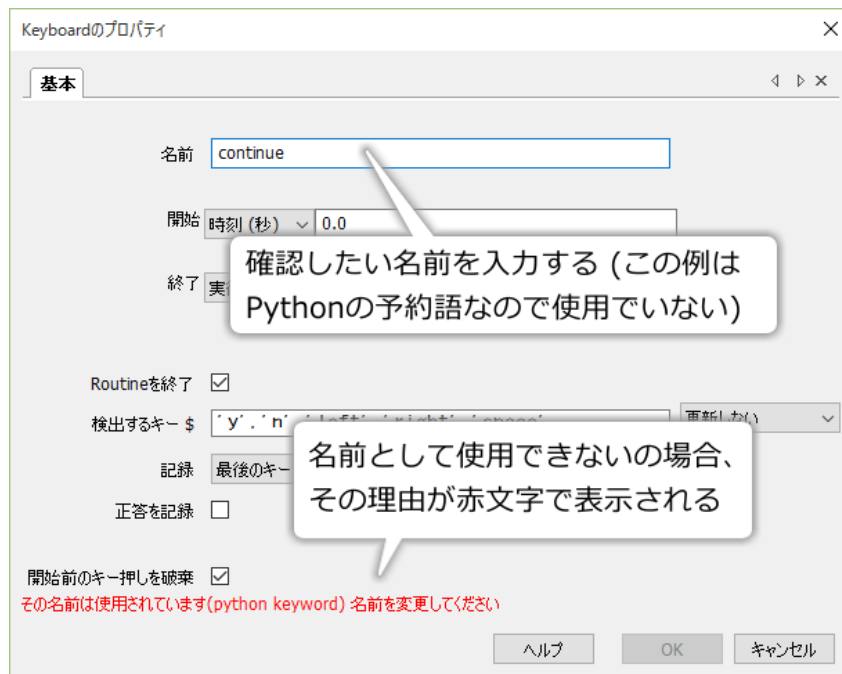 Keyboardのプロパティ
基本
名前 continue
開始 時刻 (秒) 0.0
確認したい名前を入力する (この例は
Pythonの予約語なので使用でいない)
終了
Routineを終了
検出するキー $ 'y','n','left','right','space' 更新しない
名前として使用できないの場合、
その理由が赤文字で表示される
記録 最後のキー
正答を記録
開始前のキー押しを破棄
その名前は使用されています(python keyword) 名前を変更してください
ヘルプ OK キャンセル